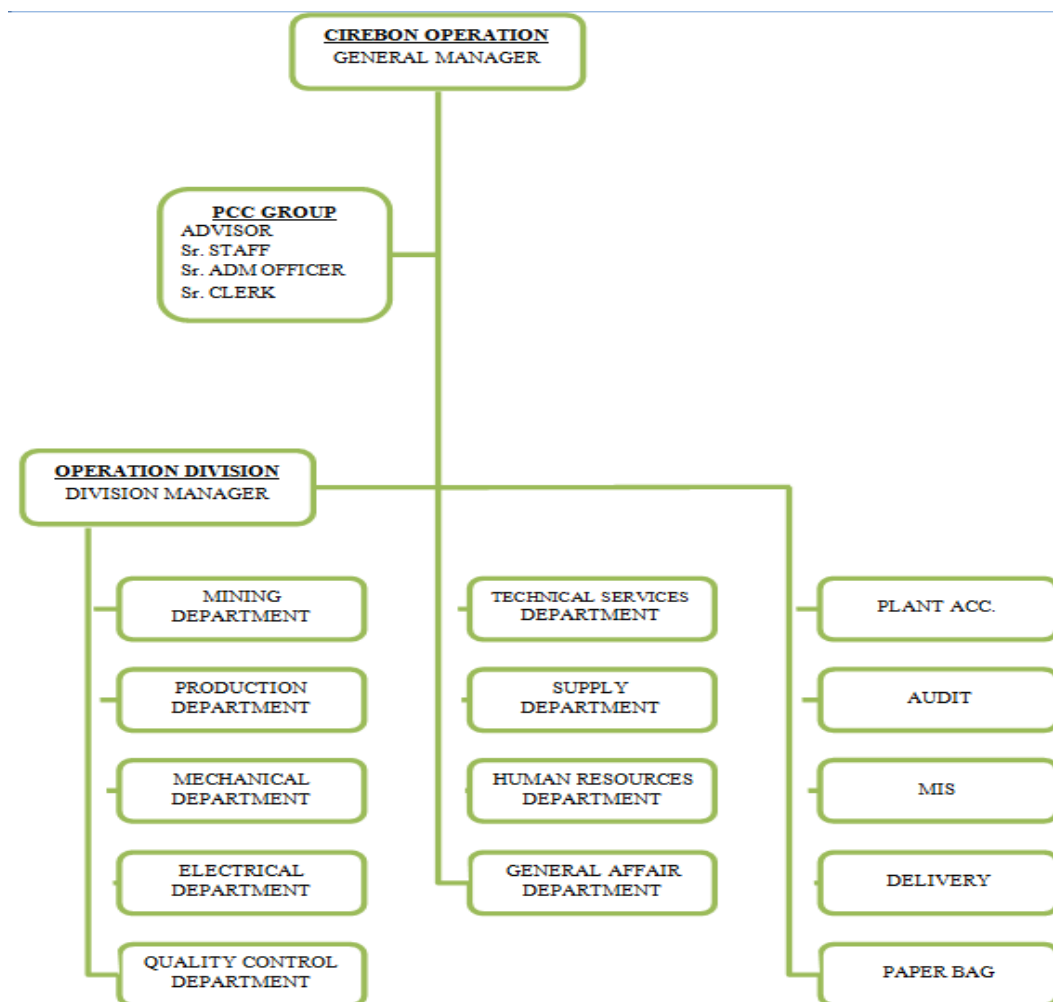 CIREBON OPERATION
GENERAL MANAGER
PCC GROUP
ADVISOR
Sr. STAFF
Sr. ADM OFFICER
Sr. CLERK
OPERATION DIVISION
DIVISION MANAGER
MINING
DEPARTMENT
PRODUCTION
DEPARTMENT
MECHANICAL
DEPARTMENT
ELECTRICAL
DEPARTMENT
QUALITY CONTROL
DEPARTMENT
TECHNICAL SERVICES
DEPARTMENT
SUPPLY
DEPARTMENT
HUMAN RESOURCES
DEPARTMENT
GENERAL AFFAIR
DEPARTMENT
PLANT ACC.
AUDIT
MIS
DELIVERY
PAPER BAG